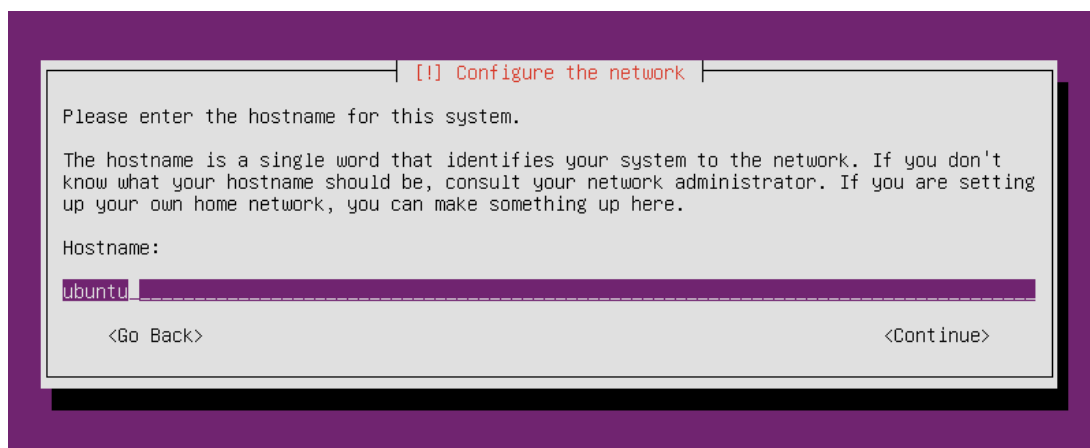 [!] Configure the network
Please enter the hostname for this system.
The hostname is a single word that identifies your system to the network. If you don't
know what your hostname should be, consult your network administrator. If you are setting
up your own home network, you can make something up here.
Hostname:
ubuntu
<Go Back> <Continue>